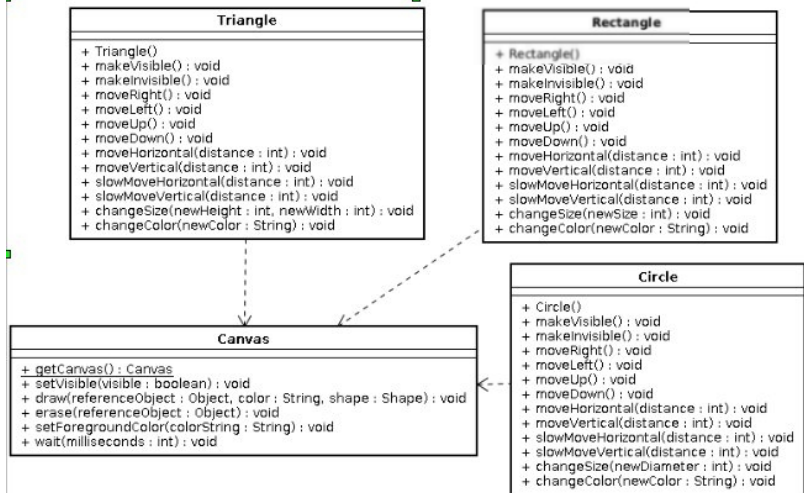 Triangle
+ Triangle()
+ makeVisible() : void
+ makeInvisible() : void
+ moveRight() : void
+ moveLeft() : void
+ moveUp() : void
+ moveDown() : void
+ moveHorizontal(distance : int) : void
+ moveVertical(distance : int) : void
+ slowMoveHorizontal(distance : int) : void
+ slowMoveVertical(distance : int) : void
+ changeSize(newHeight : int, newWidth : int) : void
+ changeColor(newColor : String) : void
Rectangle
+ Rectangle()
+ makeVisible() : void
+ makeInvisible() : void
+ moveRight() : void
+ moveLeft() : void
+ moveUp() : void
+ moveDown() : void
+ moveHorizontal(distance : int) : void
+ moveVertical(distance : int) : void
+ slowMoveHorizontal(distance : int) : void
+ slowMoveVertical(distance : int) : void
+ changeSize(newSize : int) : void
+ changeColor(newColor : String) : void
Canvas
+ getCanvas() : Canvas
+ setVisible(visible : boolean) : void
+ draw(referenceObject : Object, color : String, shape : Shape) : void
+ erase(referenceObject : Object) : void
+ setForegroundColor(colorString : String) : void
+ wait(milliseconds : int) : void
Circle
+ Circle()
+ makeVisible() : void
+ makeInvisible() : void
+ moveRight() : void
+ moveLeft() : void
+ moveUp() : void
+ moveDown() : void
+ moveHorizontal(distance : int) : void
+ moveVertical(distance : int) : void
+ slowMoveHorizontal(distance : int) : void
+ slowMoveVertical(distance : int) : void
+ changeSize(newDiameter : int) : void
+ changeColor(newColor : String) : void